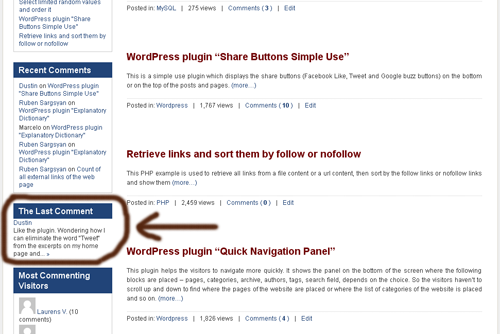 Select limited random values
and order it
WordPress plugin "Share
Buttons Simple Use"
Retrieve links and sort them by
follow or nofollow
Recent Comments
Dustin on WordPress plugin
"Share Buttons Simple Use"
Ruben Sargsyan on
WordPress plugin "Explanatory
Dictionary"
Marcelo on WordPress plugin
"Explanatory Dictionary"
Ruben Sargsyan on
WordPress plugin "Explanatory
Dictionary"
Ruben Sargsyan on Count of
all external links of the web
page
The Last Comment
Dustin
Like the plugin. Wondering how I
can eliminate the word "Tweet"
from the excerpts on my home
page and... »
Most Commenting
Visitors
Laurens V. (10
comments)
Posted in: MySQL | 275 views | Comments ( 3 ) | Edit
WordPress plugin “Share Buttons Simple Use”
This is a simple use plugin which displays the share buttons (Facebook Like, Tweet and Google buzz buttons) on the bottom
or on the top of the posts and pages. (more…)
Posted in: Wordpress | 1,767 views | Comments ( 10 ) | Edit
Retrieve links and sort them by follow or nofollow
This PHP example is used to retrieve all links from a file content or a url content, then sort by the follow links or nofollow links
and show them (more…)
Posted in: PHP | 2,459 views | Comments ( 0 ) | Edit
WordPress plugin “Quick Navigation Panel”
This plugin helps the visitors to navigate more quickly. It shows the panel on the bottom of the screen where the following
blocks are placed – pages, categories, archive, authors, tags, search field, depends on the choice. So the visitors haven't
to scroll up and down to find where the pages of the website are placed or where the list of categories of the website is placed
and so on. (more…)
Posted in: Wordpress | 1,826 views | Comments ( 4 ) | Edit